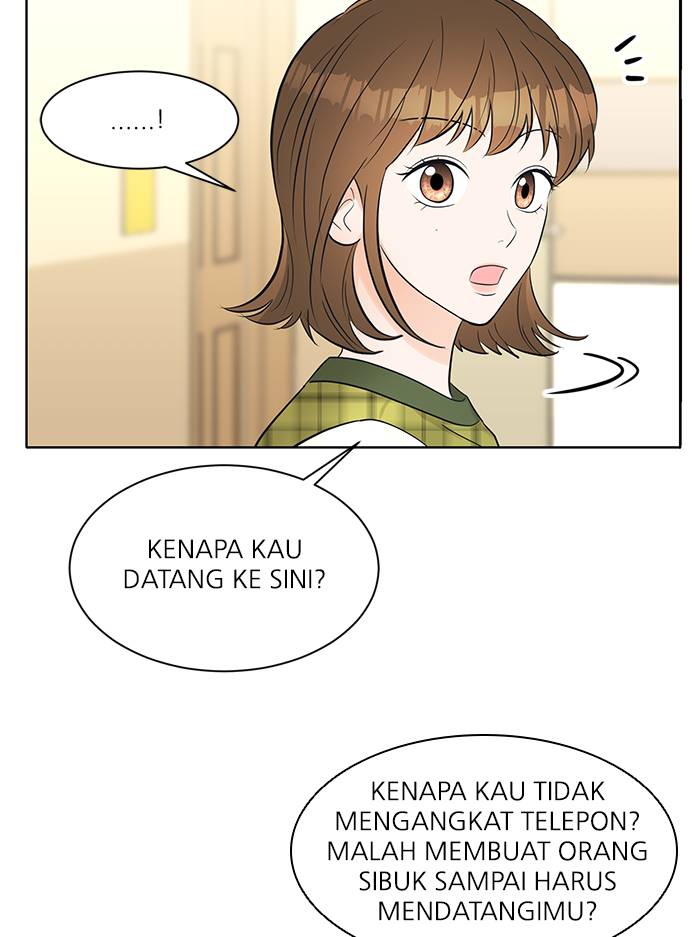 ......!
KENAPA KAU
DATANG KE SINI?
KENAPA KAU TIDAK
MENGANGKAT TELEPON?
MALAH MEMBUAT ORANG
SIBUK SAMPAI HARUS
MENDATANGIMU?